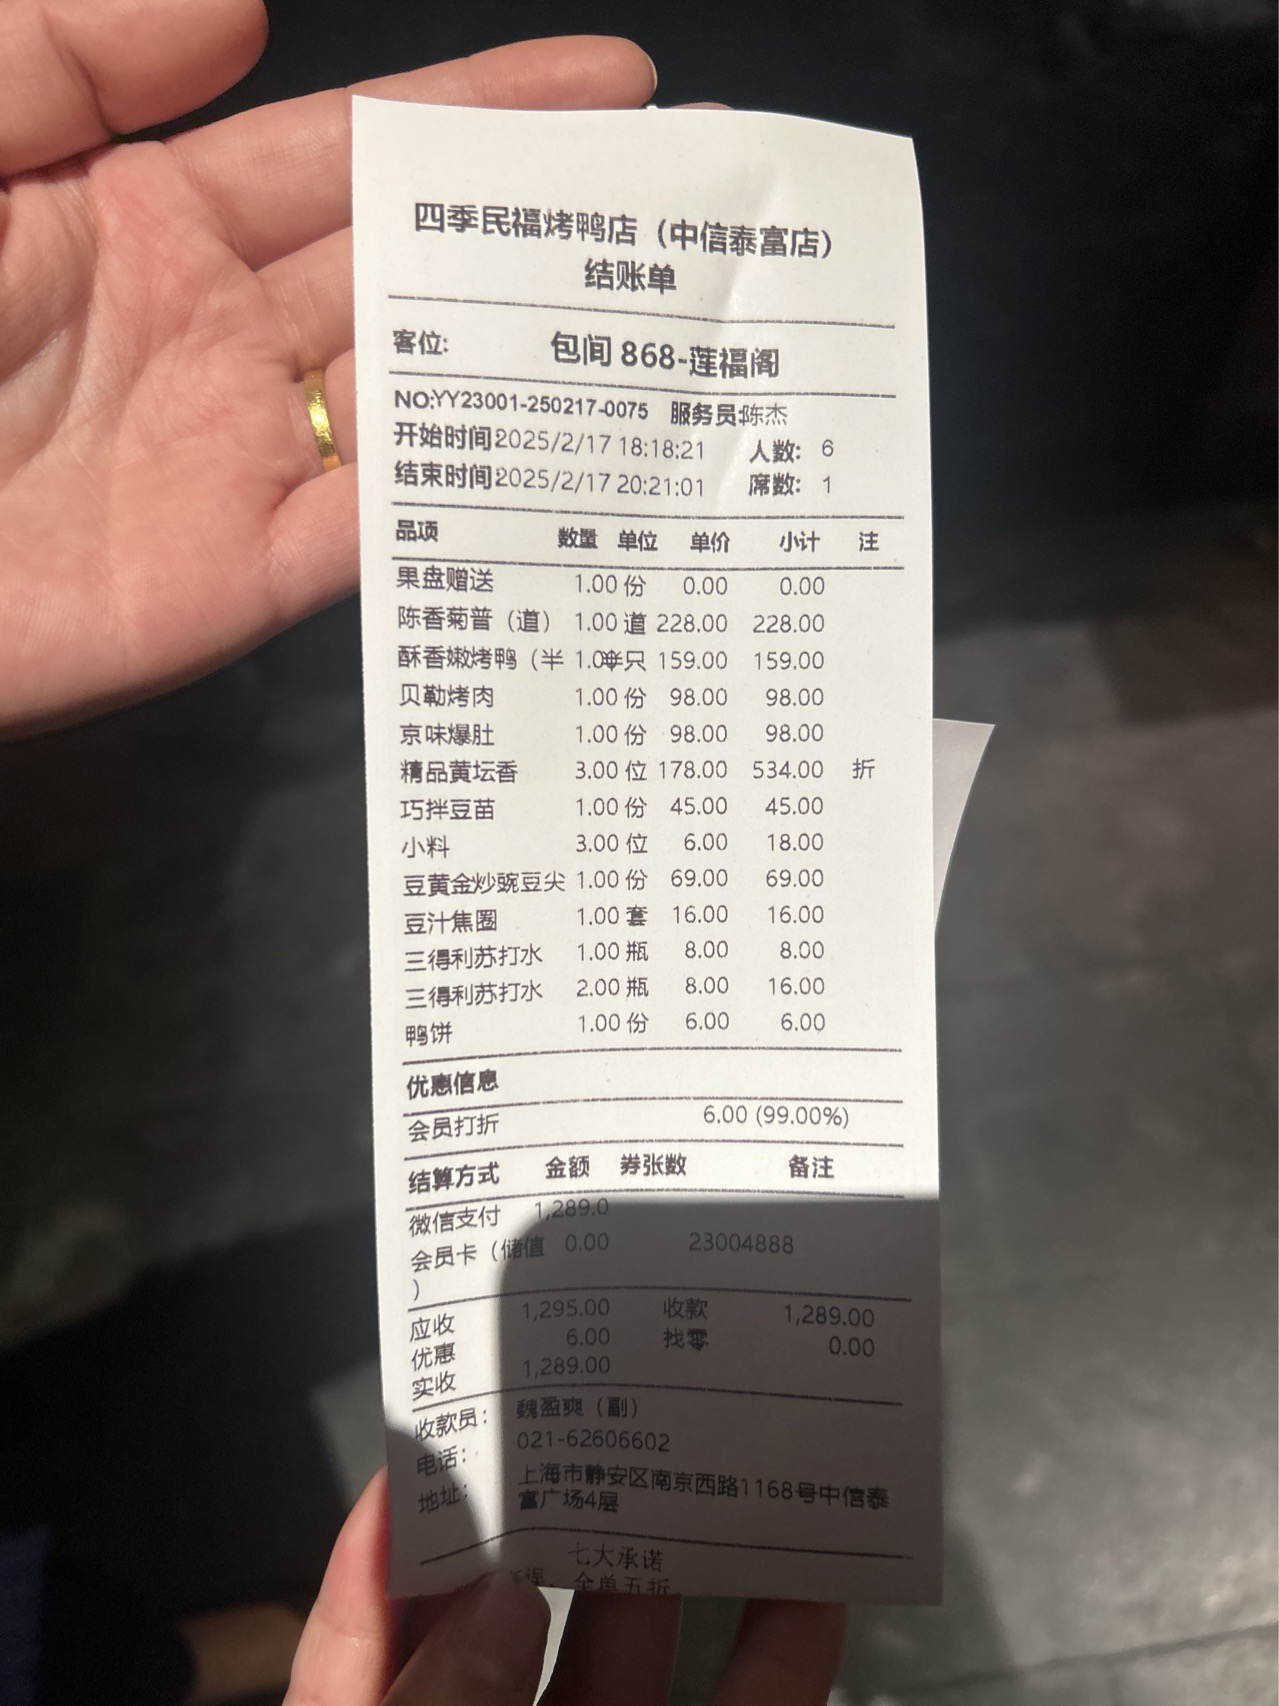 四季民福烤鸭店（中信泰富店）
结账单
客位: 包间 868-莲福阁
NO:YY23001-250217-0075 服务员:陈杰
开始时间2025/2/17 18:18:21 人数: 6
结束时间2025/2/17 20:21:01 席数: 1
品项 数量 单位 单价 小计 注
果盘赠送 1.00 份 0.00 0.00
陈香菊普（道） 1.00 道 228.00 228.00
酥香嫩烤鸭（半 1.00半只 159.00 159.00
贝勒烤肉 1.00 份 98.00 98.00
京味爆肚 1.00 份 98.00 98.00
精品黄坛香 3.00 位 178.00 534.00 折
巧拌豆苗 1.00 份 45.00 45.00
小料 3.00 位 6.00 18.00
豆黄金炒豌豆尖 1.00 份 69.00 69.00
豆汁焦圈 1.00 套 16.00 16.00
三得利苏打水 1.00 瓶 8.00 8.00
三得利苏打水 2.00 瓶 8.00 16.00
鸭饼 1.00 份 6.00 6.00
优惠信息
会员打折 6.00 (99.00%)
结算方式 金额 券张数 备注
微信支付 1,289.0
会员卡（储值 0.00 23004888
）
应收 1,295.00 收款 1,289.00
优惠 6.00 找零 0.00
实收 1,289.00
收款员： 魏盈爽（副）
电话： 021-62606602
地址： 上海市静安区南京西路1168号中信泰
富广场4层
七大承诺
误，全单五折